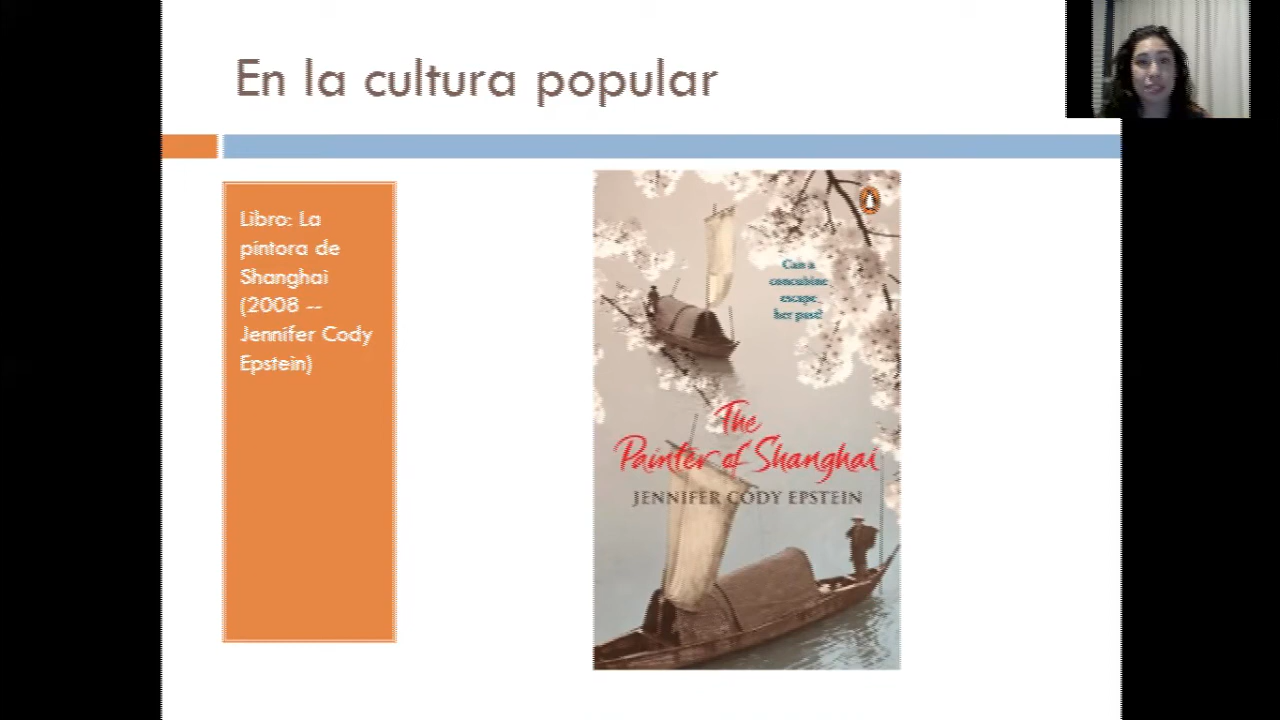 En la cultura popular
Libro: La
pintora de
Shanghai
(2008 --
Jennifer Cody
Epstein)
Can a
concubine
escape
her past?
The
Painter of Shanghai
JENNIFER CODY EPSTEIN